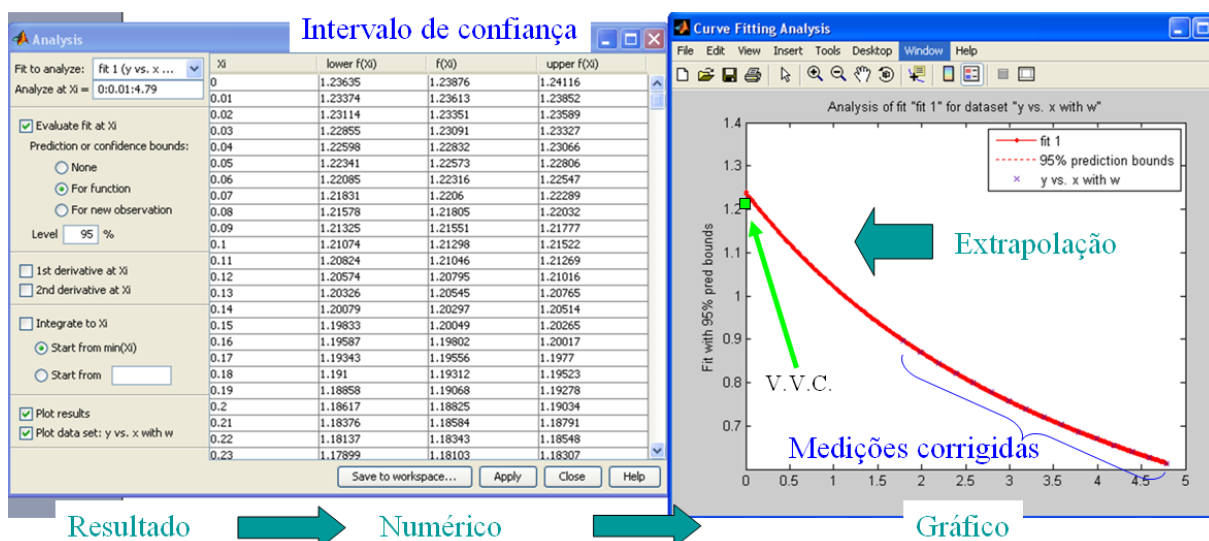 Intervalo de confiança
Analysis
Fit to analyze: fit 1 (y vs. x ...
Analyze at Xi = 0:0.01:4.79
Evaluate fit at Xi
Prediction or confidence bounds:
None
For function
For new observation
Level 95 %
1st derivative at Xi
2nd derivative at Xi
Integrate to Xi
Start from min(Xi)
Start from
Plot results
Plot data set: y vs. x with w
Xi lower f(Xi) f(Xi) upper f(Xi)
0 1.23635 1.23876 1.24116
0.01 1.23374 1.23613 1.23852
0.02 1.23114 1.23351 1.23589
0.03 1.22855 1.23091 1.23327
0.04 1.22598 1.22832 1.23066
0.05 1.22341 1.22573 1.22806
0.06 1.22085 1.22316 1.22547
0.07 1.21831 1.2206 1.22289
0.08 1.21578 1.21805 1.22032
0.09 1.21325 1.21551 1.21777
0.1 1.21074 1.21298 1.21522
0.11 1.20824 1.21046 1.21269
0.12 1.20574 1.20795 1.21016
0.13 1.20326 1.20545 1.20765
0.14 1.20079 1.20297 1.20514
0.15 1.19833 1.20049 1.20265
0.16 1.19587 1.19802 1.20017
0.17 1.19343 1.19556 1.1977
0.18 1.191 1.19312 1.19523
0.19 1.18858 1.19068 1.19278
0.2 1.18617 1.18825 1.19034
0.21 1.18376 1.18584 1.18791
0.22 1.18137 1.18343 1.18548
0.23 1.17899 1.18103 1.18307
Save to workspace... Apply Close Help
Curve Fitting Analysis
File Edit View Insert Tools Desktop Window Help
Analysis of fit "fit 1" for dataset "y vs. x with w"
fit 1
95% prediction bounds
y vs. x with w
Fit with 95% pred bounds
1.4
1.3
1.2
1.1
1
0.9
0.8
0.7
0 0.5 1 1.5 2 2.5 3 3.5 4 4.5 5
Extrapolação
V.V.C.
Medições corrigidas
Resultado Numérico Gráfico